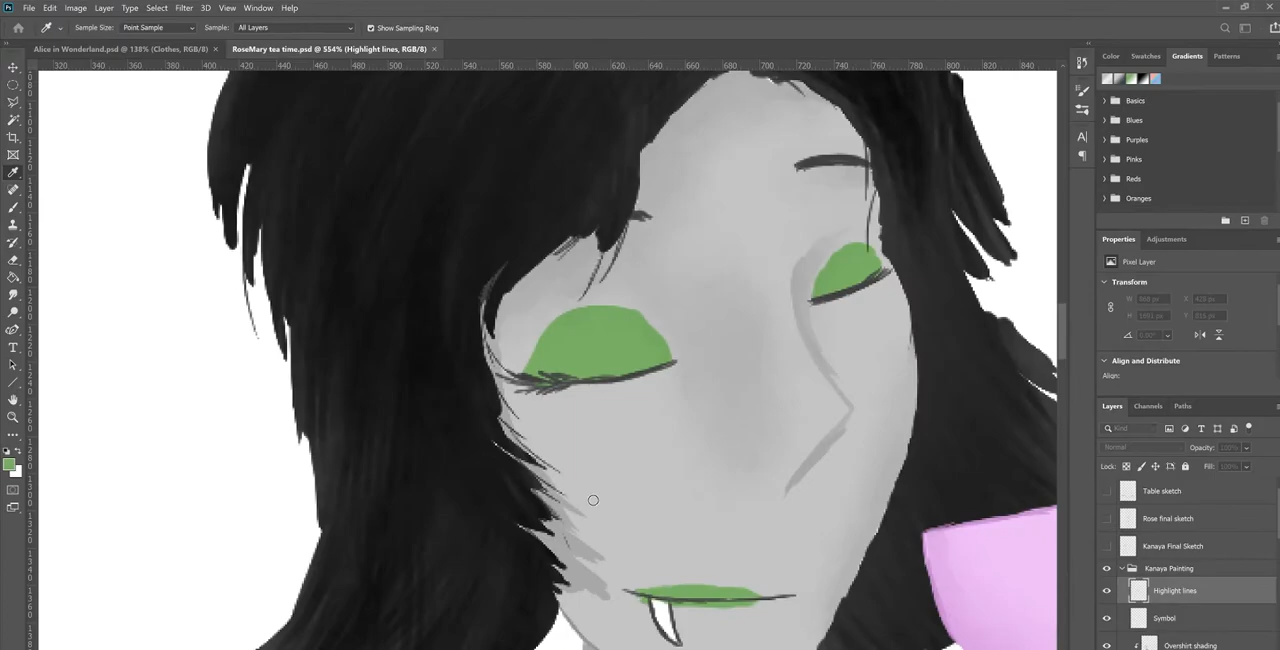 File Edit Image Layer Type Select Filter 3D View Window Help
Sample Size: Point Sample Sample: All Layers Show Sampling Ring
Alice in Wonderland.psd @ 138% (Clothes, RGB/8) × RoseMary tea time.psd @ 554% (Highlight lines, RGB/8) ×
320 340 360 380 400 420 440 460 480 500 520 540 560 580 600 620 640 660 680 700 720 740 760 780 800 820 840
Color Swatches Gradients Patterns
Basics
Blues
Purples
Pinks
Reds
Oranges
Properties Adjustments
Pixel Layer
Transform
Align and Distribute
Align:
Layers Channels Paths
Kind
Normal Opacity: 100%
Lock: Fill: 100%
Table sketch
Rose final sketch
Kanaya Final Sketch
Kanaya Painting
Highlight lines
Symbol
Overshirt shading